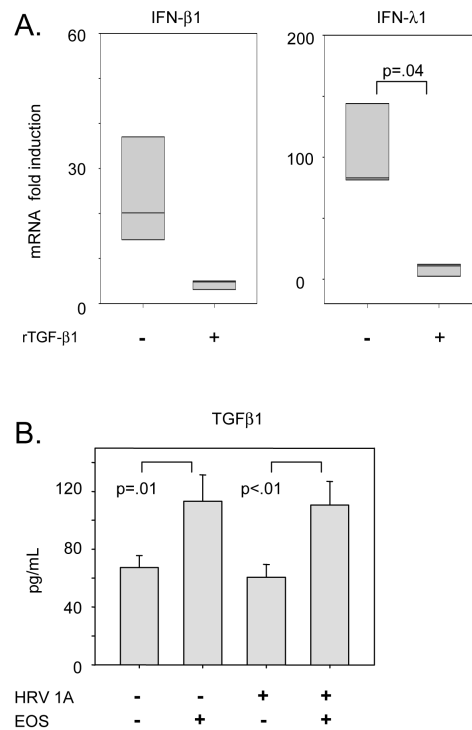 A.
IFN-β1
IFN-λ1
60
30
0
mRNA fold induction
200
100
0
p=.04
rTGF-β1 - + - +
B.
TGFβ1
120
80
40
0
pg/mL
p=.01
p<.01
HRV 1A - - + +
EOS - + - +